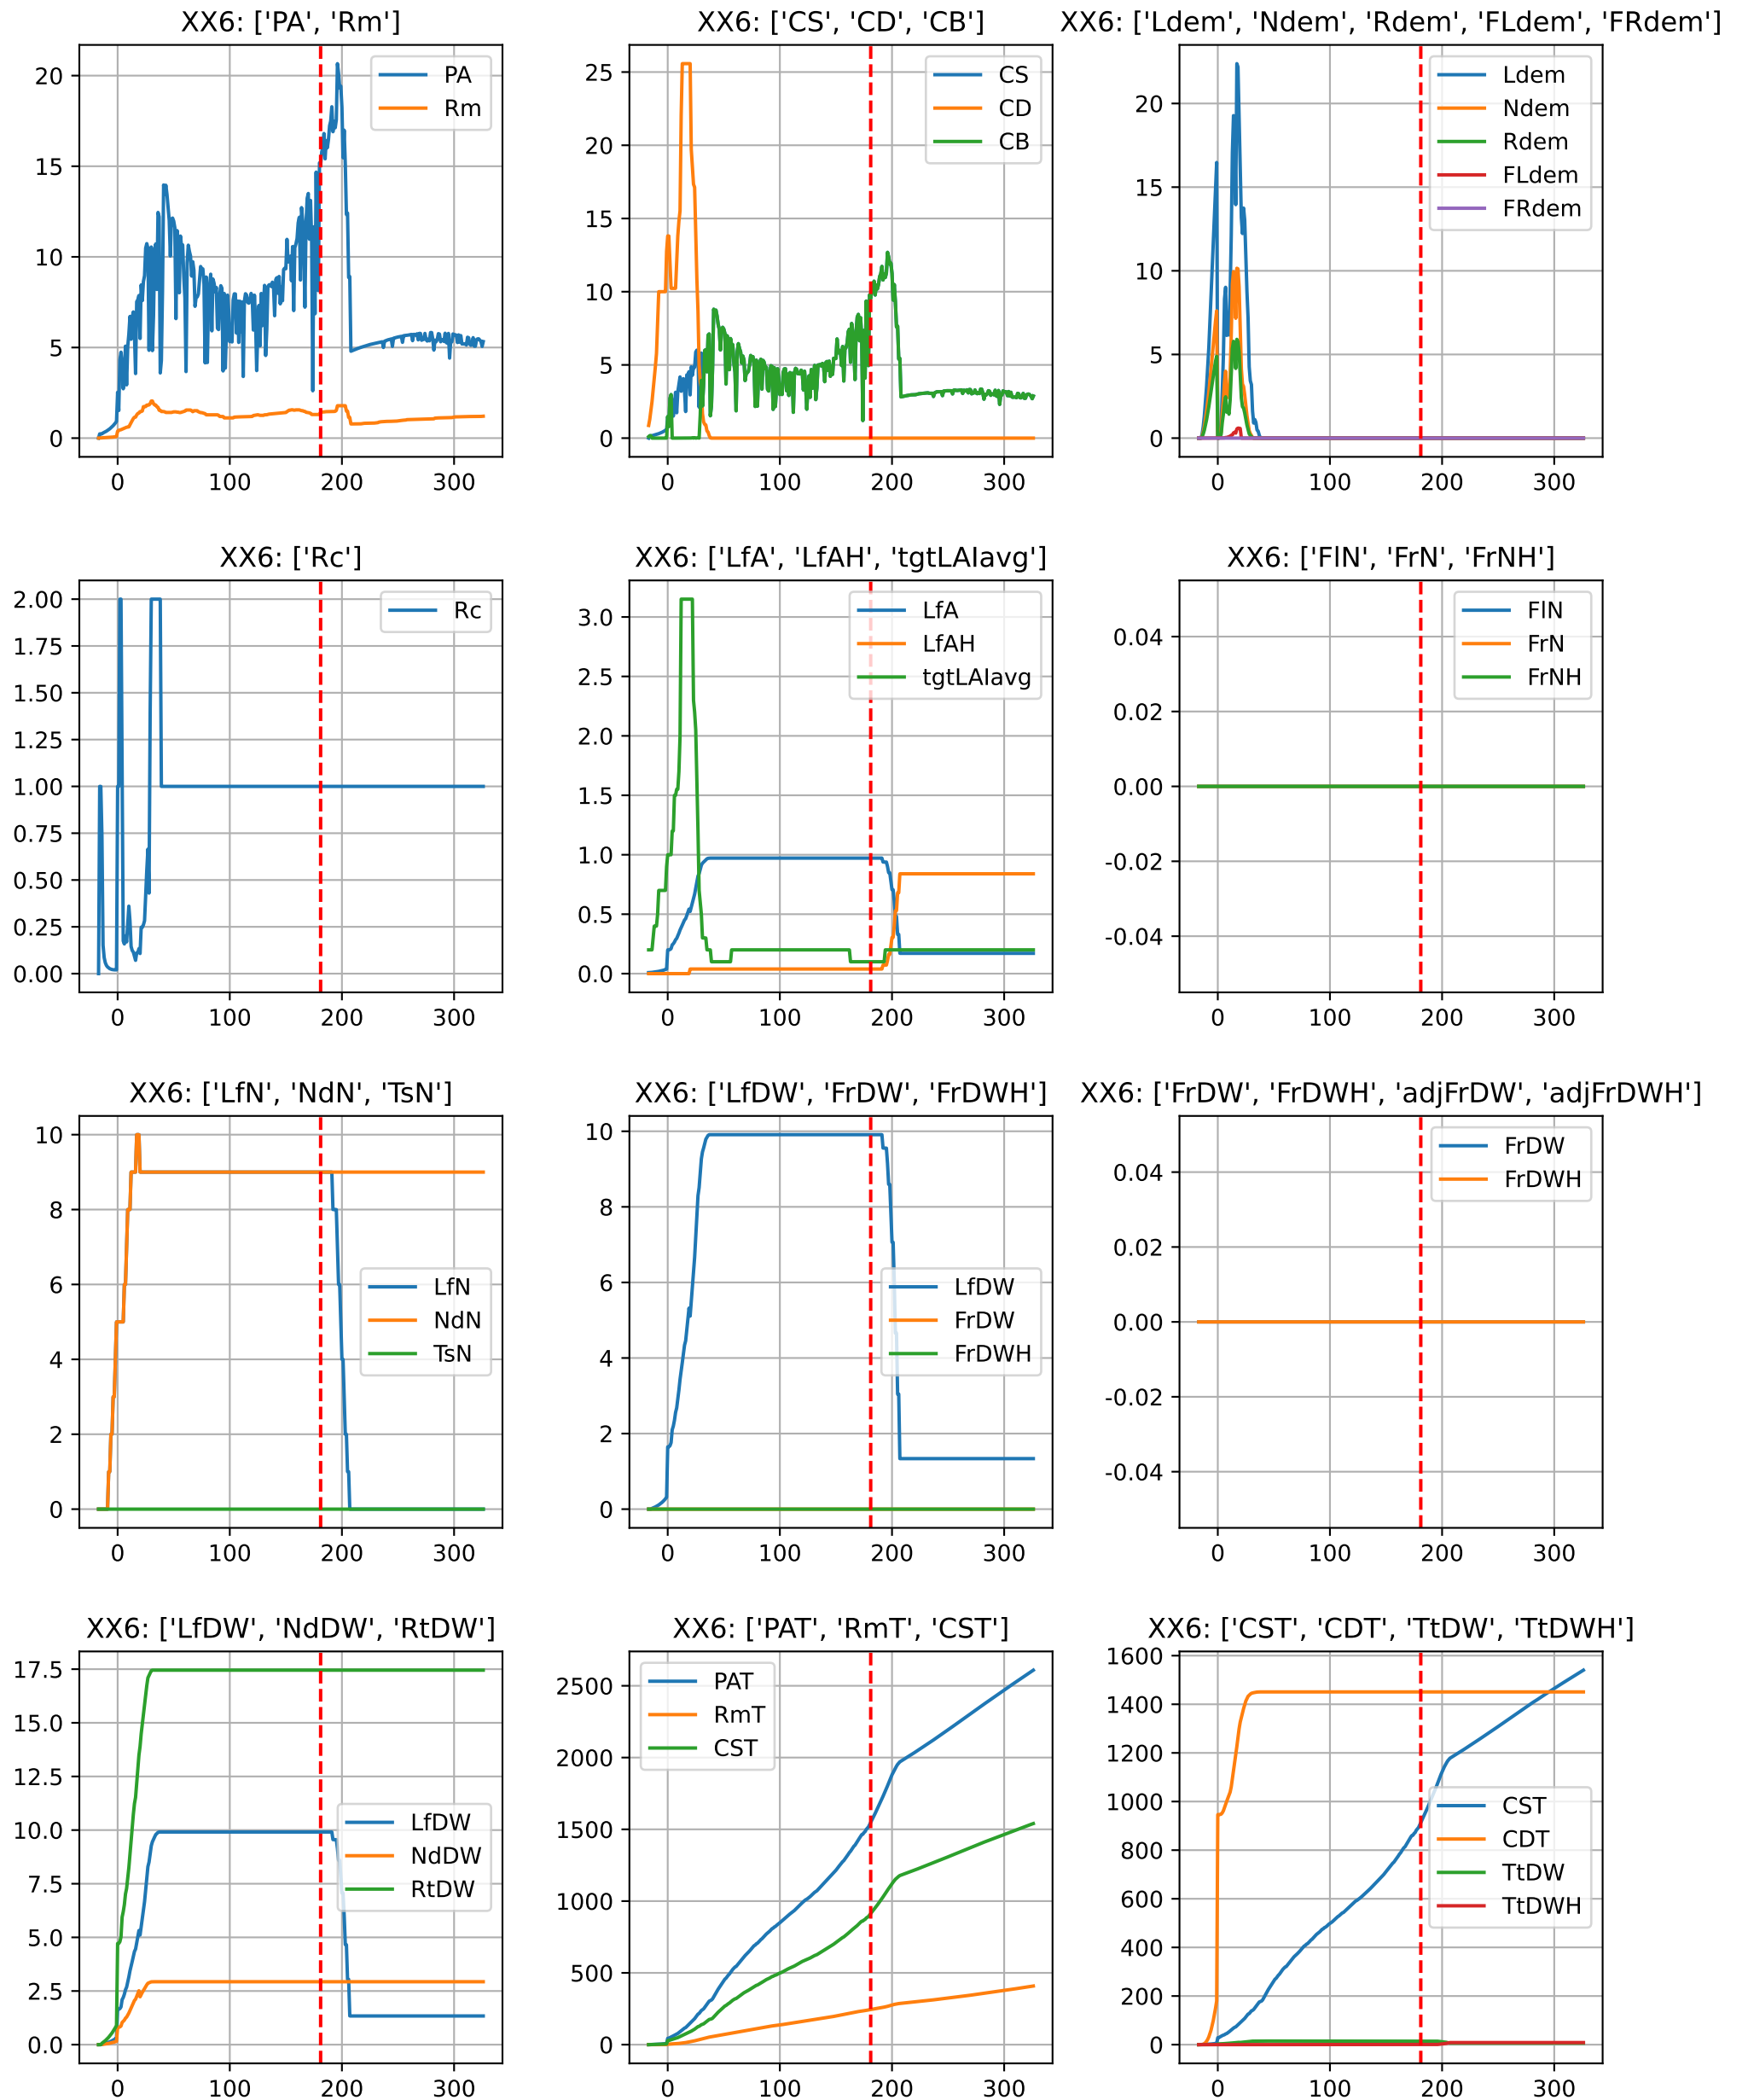 XX6: ['PA', 'Rm']
20
15
10
5
0
0 100 200 300
PA
Rm
XX6: ['CS', 'CD', 'CB']
25
20
15
10
5
0
0 100 200 300
CS
CD
CB
XX6: ['Ldem', 'Ndem', 'Rdem', 'FLdem', 'FRdem']
20
15
10
5
0
0 100 200 300
Ldem
Ndem
Rdem
FLdem
FRdem
XX6: ['Rc']
2.00
1.75
1.50
1.25
1.00
0.75
0.50
0.25
0.00
0 100 200 300
Rc
XX6: ['LfA', 'LfAH', 'tgtLAIavg']
3.0
2.5
2.0
1.5
1.0
0.5
0.0
0 100 200 300
LfA
LfAH
tgtLAIavg
XX6: ['FlN', 'FrN', 'FrNH']
0.04
0.02
0.00
-0.02
-0.04
0 100 200 300
FlN
FrN
FrNH
XX6: ['LfN', 'NdN', 'TsN']
10
8
6
4
2
0
0 100 200 300
LfN
NdN
TsN
XX6: ['LfDW', 'FrDW', 'FrDWH']
10
8
6
4
2
0
0 100 200 300
LfDW
FrDW
FrDWH
XX6: ['FrDW', 'FrDWH', 'adjFrDW', 'adjFrDWH']
0.04
0.02
0.00
-0.02
-0.04
0 100 200 300
FrDW
FrDWH
XX6: ['LfDW', 'NdDW', 'RtDW']
17.5
15.0
12.5
10.0
7.5
5.0
2.5
0.0
0 100 200 300
LfDW
NdDW
RtDW
XX6: ['PAT', 'RmT', 'CST']
2500
2000
1500
1000
500
0
0 100 200 300
PAT
RmT
CST
XX6: ['CST', 'CDT', 'TtDW', 'TtDWH']
1600
1400
1200
1000
800
600
400
200
0
0 100 200 300
CST
CDT
TtDW
TtDWH